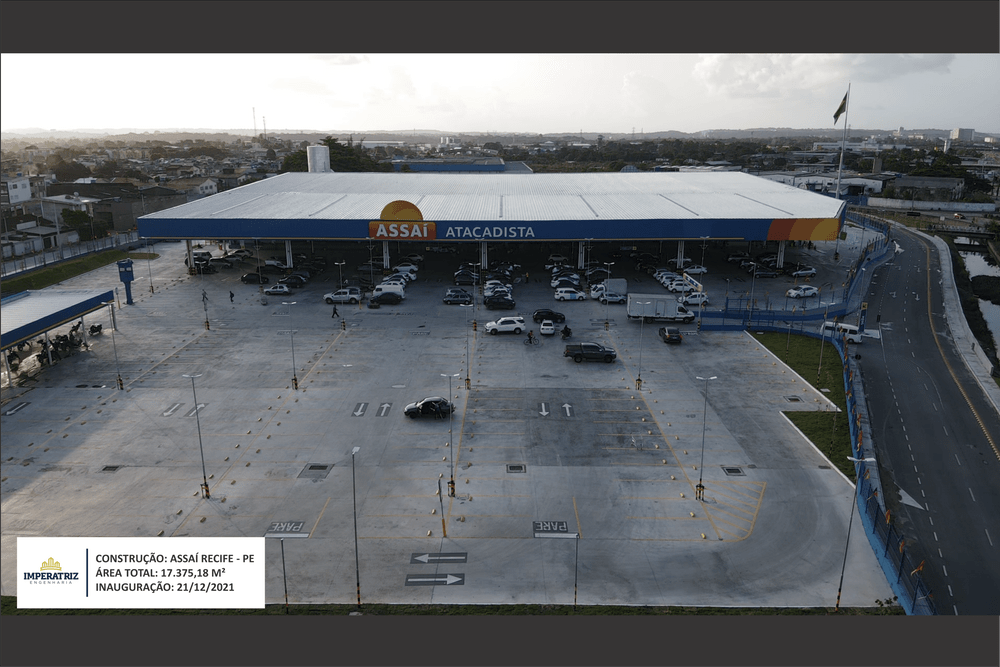 ASSAÍ ATACADISTA
PARE
PARE
IMPERATRIZ
ENGENHARIA
CONSTRUÇÃO: ASSAÍ RECIFE - PE
ÁREA TOTAL: 17.375,18 M²
INAUGURAÇÃO: 21/12/2021